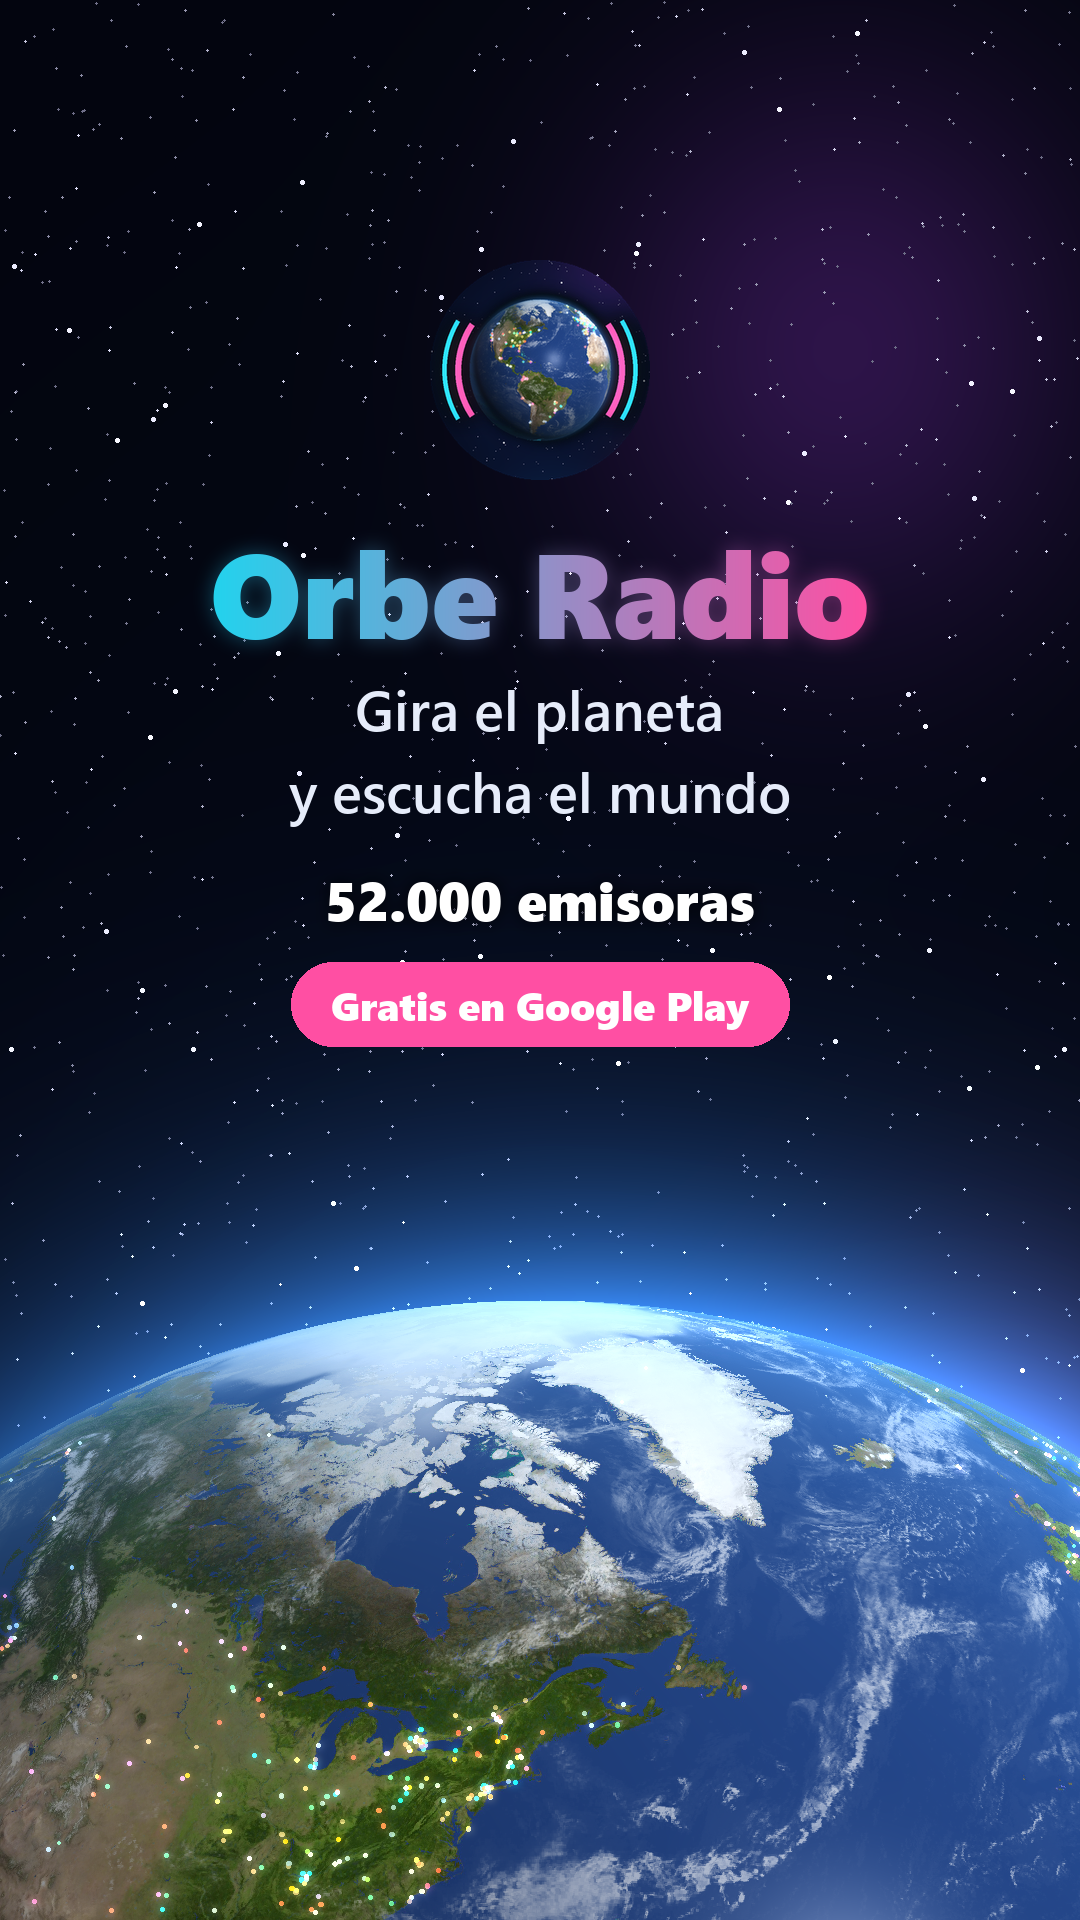 Orbe Radio
Gira el planeta
y escucha el mundo
52.000 emisoras
Gratis en Google Play